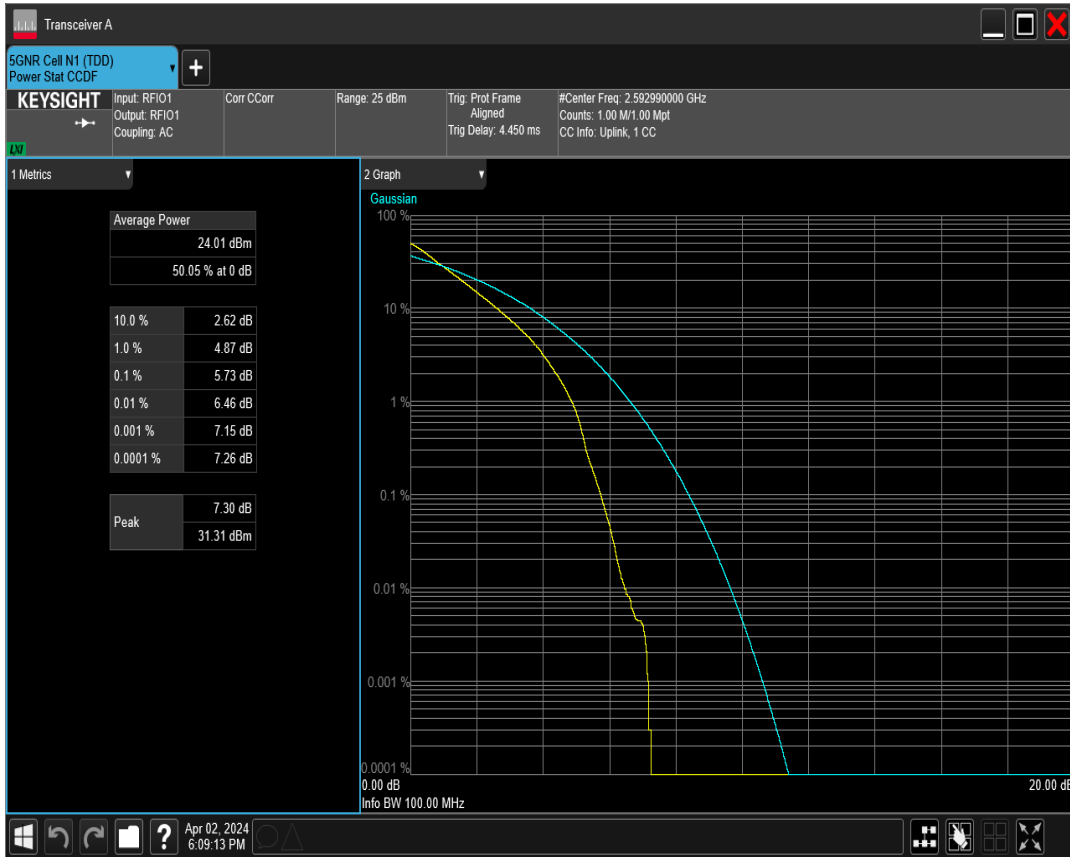 Transceiver A
5GNR Cell N1 (TDD)
Power Stat CCDF
KEYSIGHT
LXI
Input: RFIO1
Output: RFIO1
Coupling: AC
Corr CCorr
Range: 25 dBm
Trig: Prot Frame
Aligned
Trig Delay: 4.450 ms
#Center Freq: 2.592990000 GHz
Counts: 1.00 M/1.00 Mpt
CC Info: Uplink, 1 CC
1 Metrics
Average Power
24.01 dBm
50.05 % at 0 dB
10.0 % 2.62 dB
1.0 % 4.87 dB
0.1 % 5.73 dB
0.01 % 6.46 dB
0.001 % 7.15 dB
0.0001 % 7.26 dB
Peak 7.30 dB
31.31 dBm
2 Graph
Gaussian
100 %
10 %
1 %
0.1 %
0.01 %
0.001 %
0.0001 %
0.00 dB 20.00 dB
Info BW 100.00 MHz
Apr 02, 2024
6:09:13 PM